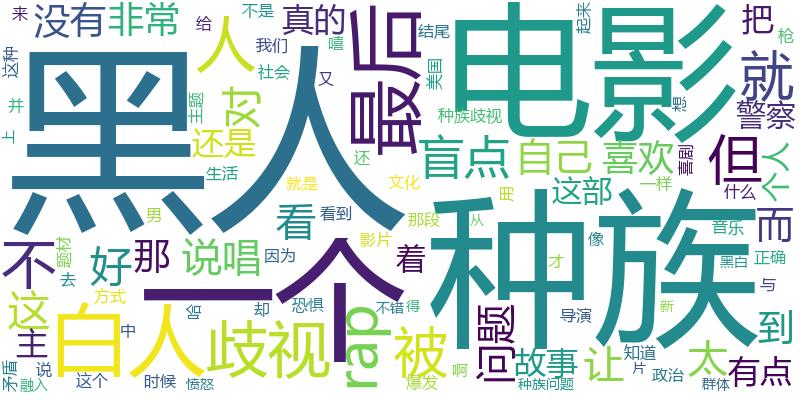 来
没有
非常
给
不是
真的
结尾
起来
把
枪
这种
人
我们
嘻
最后
美国
电影
就
社会
又
并
主题
对
种族歧视
想
警察
上
黑人
还是
盲点
自己
喜欢
喜剧
但
个人
还
生活
就是
文化
这部
用
一样
什么
男
看
看到
那段
从
音乐
而
不
题材
好
那
说唱
因为
影片
着
种族
像
才
黑白
正确
去
一个
与
这
方式
中
哈
却
恐惧
不错
得
问题
导演
新
到
主
白人
歧视
rap
被
故事
让
知道
片
太
有点
矛盾
说
融入
这个
时候
愤怒
爆发
啊
种族问题
政治
群体